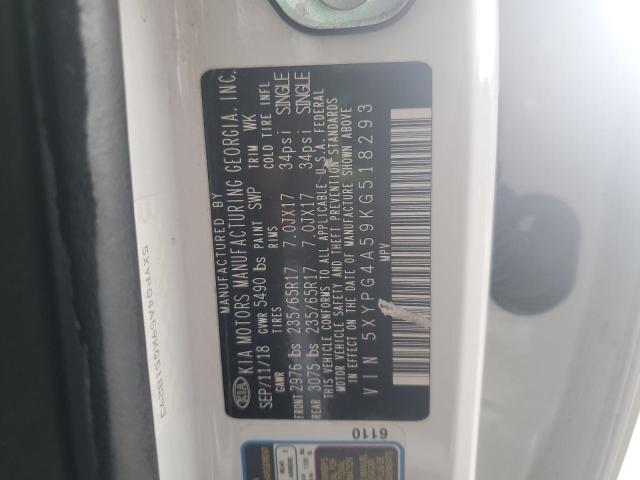 MANUFACTURED BY
KIA KIA MOTORS MANUFACTURING GEORGIA, INC.
SEP/11/18 GVWR 5490 lbs PAINT SWP TRIM WK
GAWR TIRES RIMS COLD TIRE INFL
FRONT 2976 lbs 235/65R17 7.0JX17 34psi SINGLE
REAR 3075 lbs 235/65R17 7.0JX17 34psi SINGLE
THIS VEHICLE CONFORMS TO ALL APPLICABLE U.S.A. FEDERAL
MOTOR VEHICLE SAFETY AND THEFT PREVENTION STANDARDS
IN EFFECT ON THE DATE OF MANUFACTURE SHOWN ABOVE
VIN 5XYPG4A59KG518293
MPV
6110
5XYPG4A59KG518293